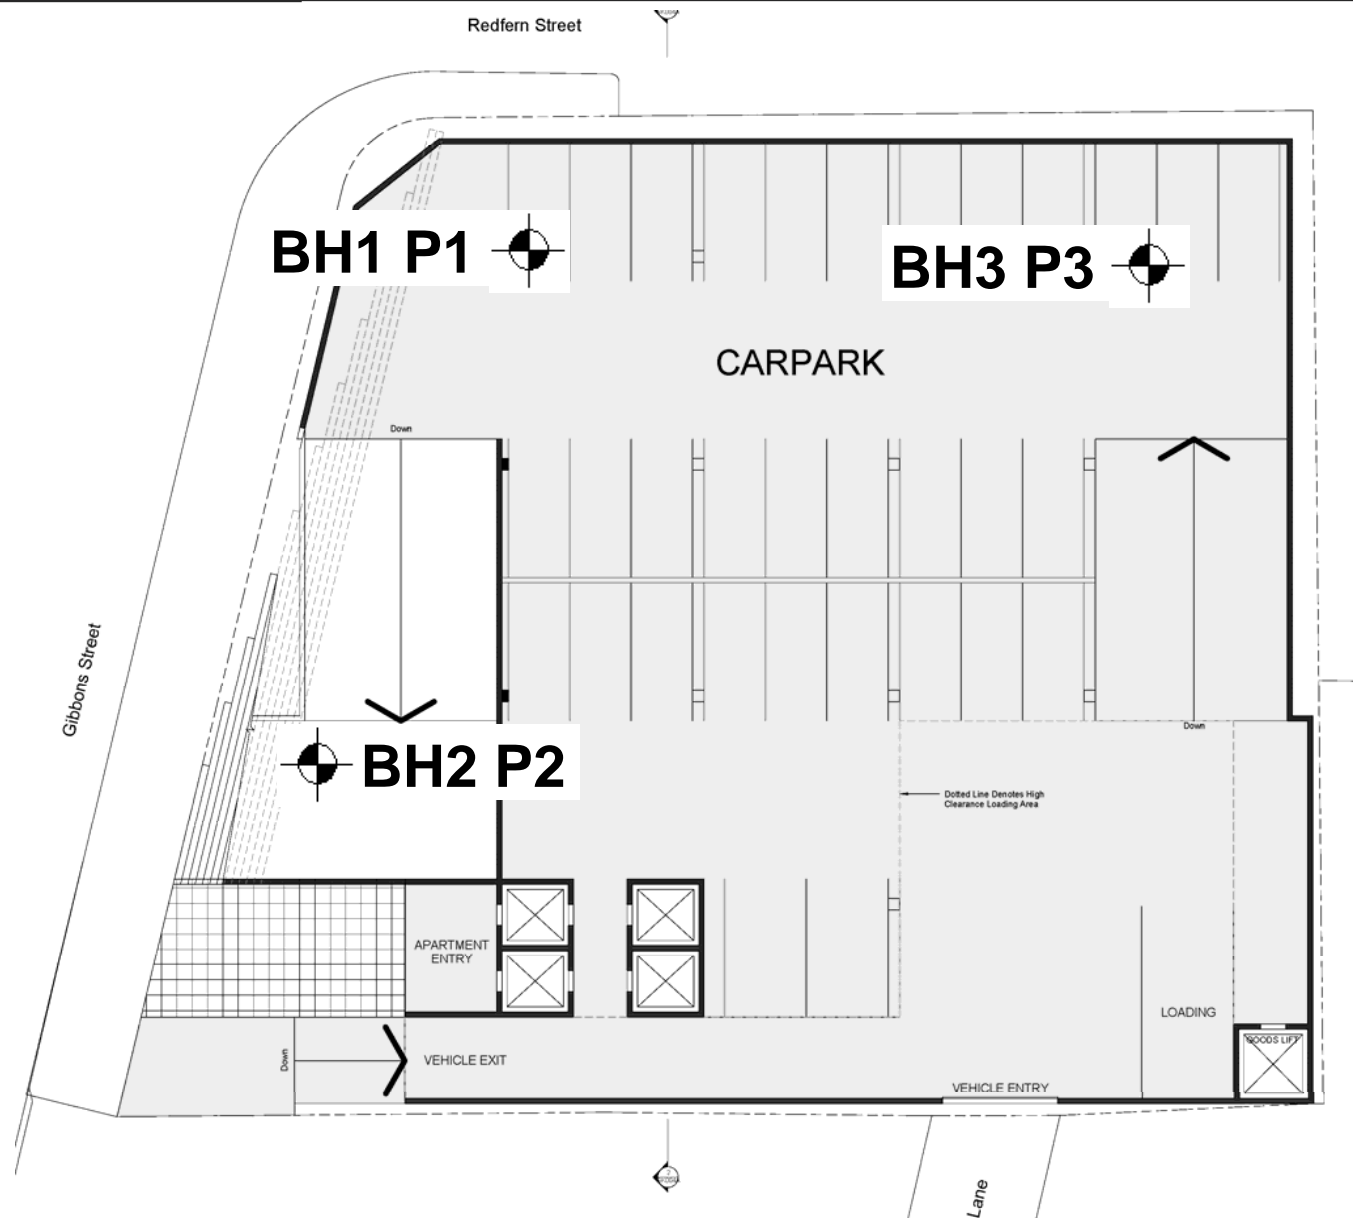 Redfern Street
BH1 P1
BH3 P3
CARPARK
Down
Gibbons Street
Down
BH2 P2
Dotted Line Denotes High
Clearance Loading Area
APARTMENT
ENTRY
LOADING
GOODS LIFT
Down
VEHICLE EXIT
VEHICLE ENTRY
Lane